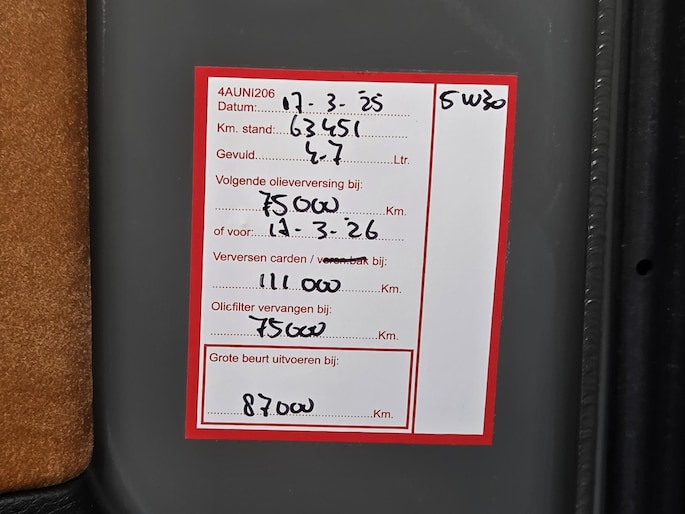 4AUNI206
Datum: 17-3-25
5W30
Km. stand: 63451
Gevuld 4.7 Ltr.
Volgende olieverversing bij:
75000 Km.
of voor: 17-3-26
Verversen carden / voren.bak bij:
111.000 Km.
Oliefilter vervangen bij:
75000 Km.
Grote beurt uitvoeren bij:
87000 Km.